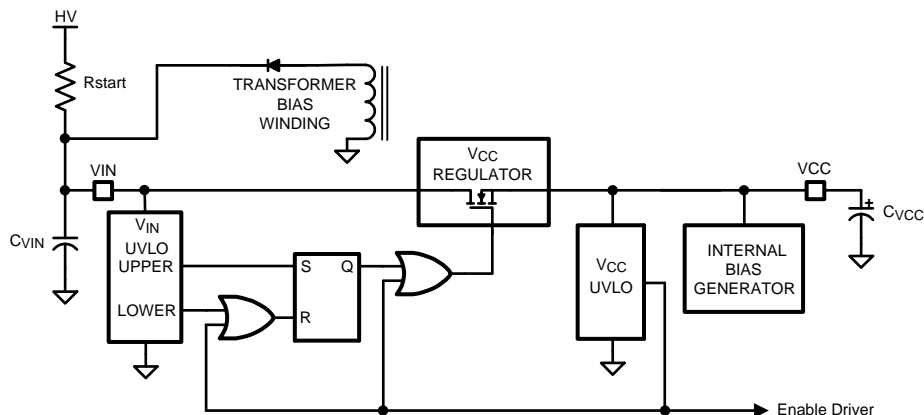 HV
Rstart
TRANSFORMER
BIAS
WINDING
VCC
REGULATOR
VIN
VCC
CVIN
VIN
UVLO
UPPER
LOWER
S
Q
R
VCC
UVLO
INTERNAL
BIAS
GENERATOR
+
CVCC
Enable Driver